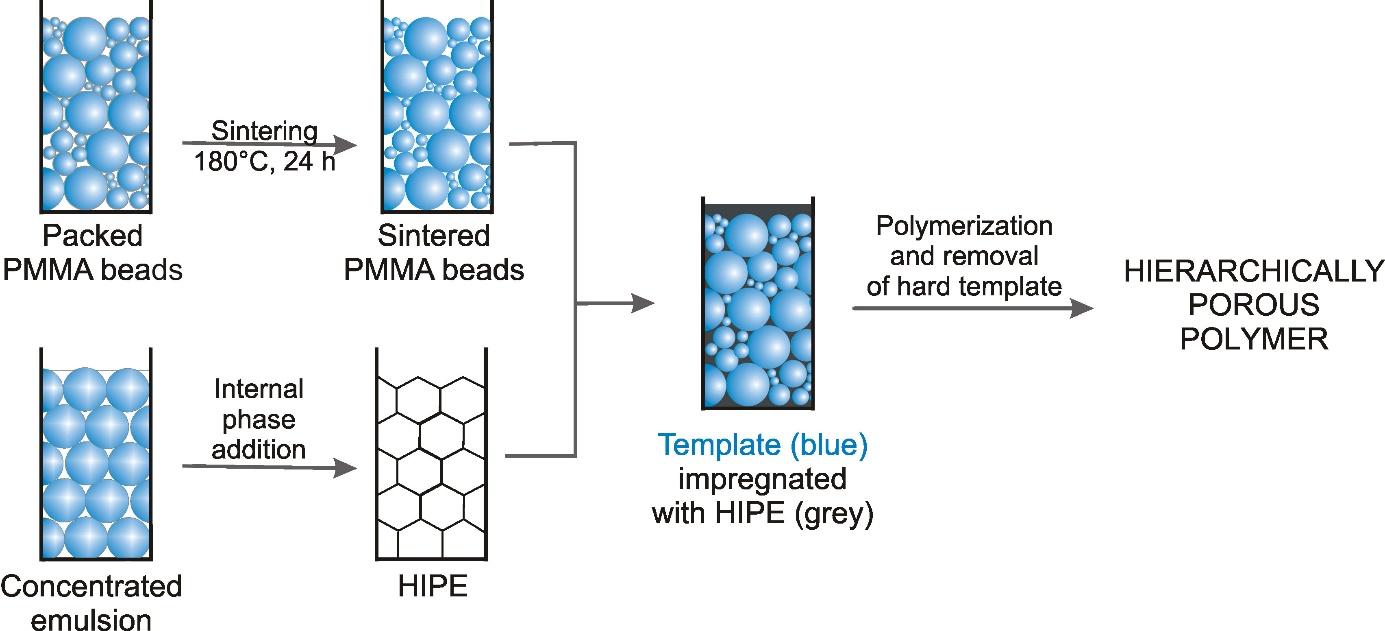 Sintering
180°C, 24 h
Packed
PMMA beads
Sintered
PMMA beads
Internal
phase
addition
Concentrated
emulsion
HIPE
Template (blue)
impregnated
with HIPE (grey)
Polymerization
and removal
of hard template
HIERARCHICALLY
POROUS
POLYMER